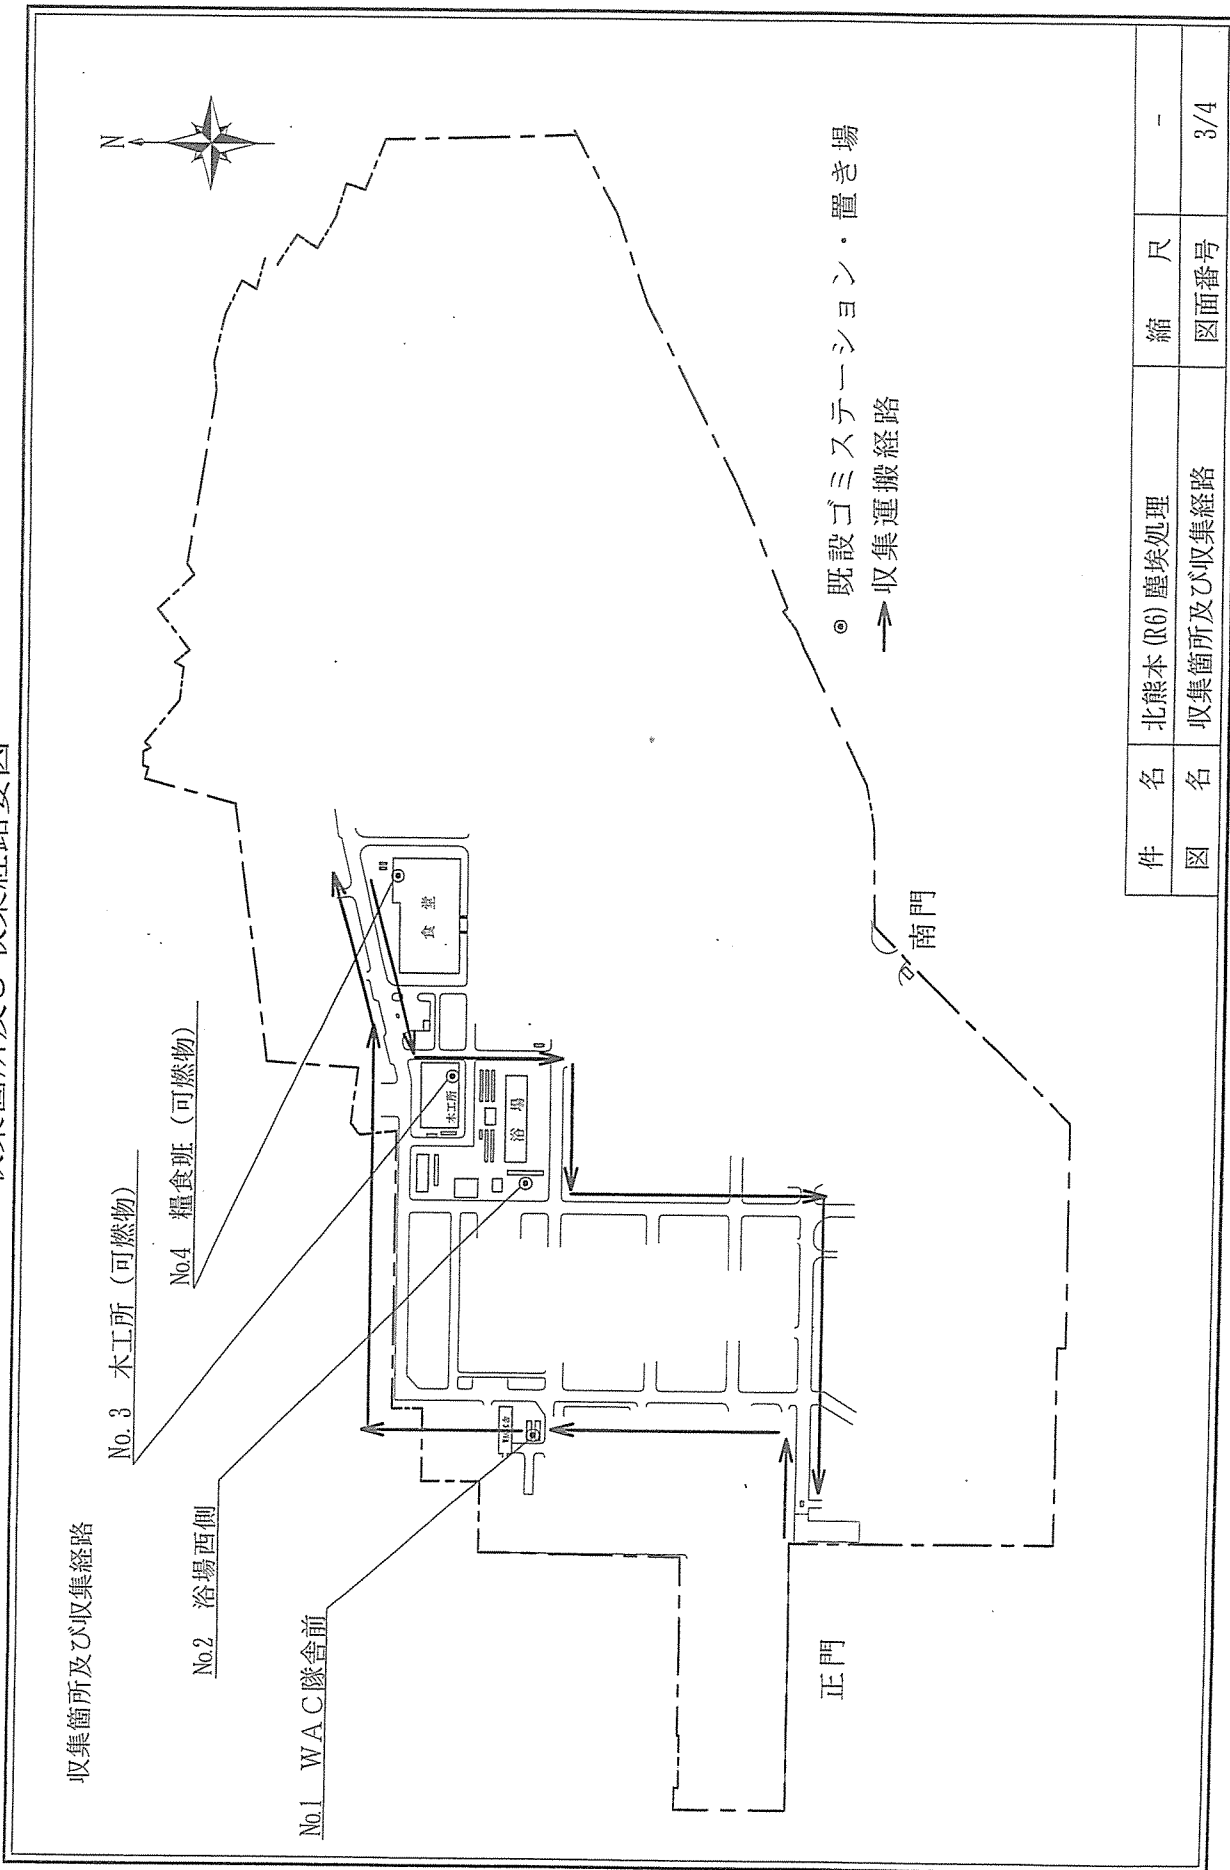 収集箇所及び収集経路
N
No.1 WAC隊舎前
No.2 浴場西側
No.3 木工所 (可燃物)
No.4 糧食班 (可燃物)
食堂
木工所
浴場
正門
南門
◎ 既設ゴミステーション・置き場
→ 収集運搬経路
件名 北熊本(R6)塵埃処理 縮尺 -
図名 収集箇所及び収集経路 図面番号 3/4